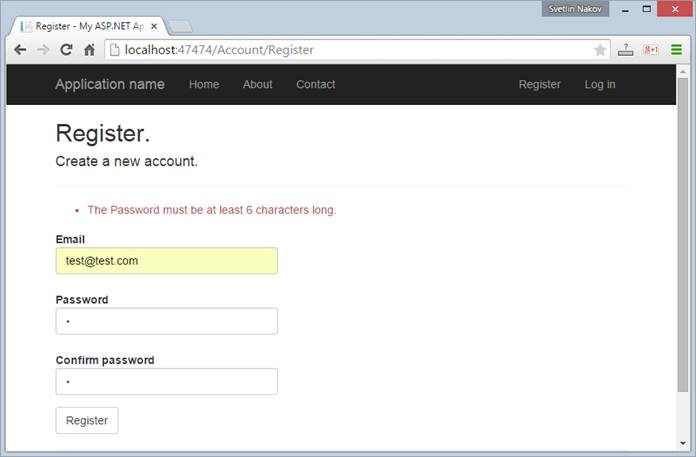 Svetlin Nakov
Register - My ASP.NET Ap
localhost:47474/Account/Register
Application name Home About Contact Register Log in
Register.
Create a new account.
• The Password must be at least 6 characters long.
Email
test@test.com
Password
•
Confirm password
•
Register